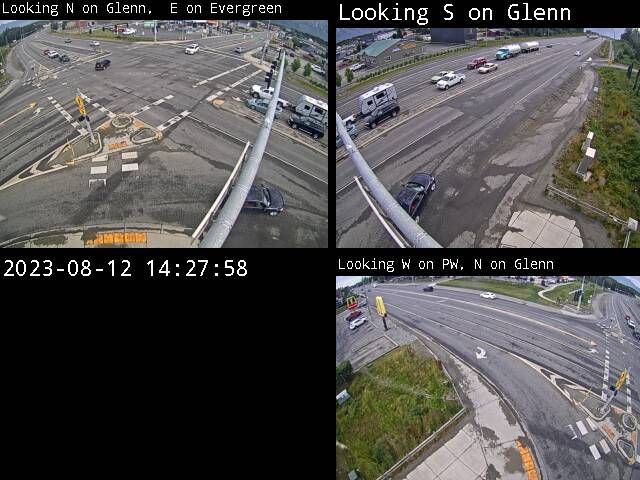 Looking N on Glenn,  E on Evergreen
Looking S on Glenn
2023-08-12 14:27:58
Looking W on PW, N on Glenn